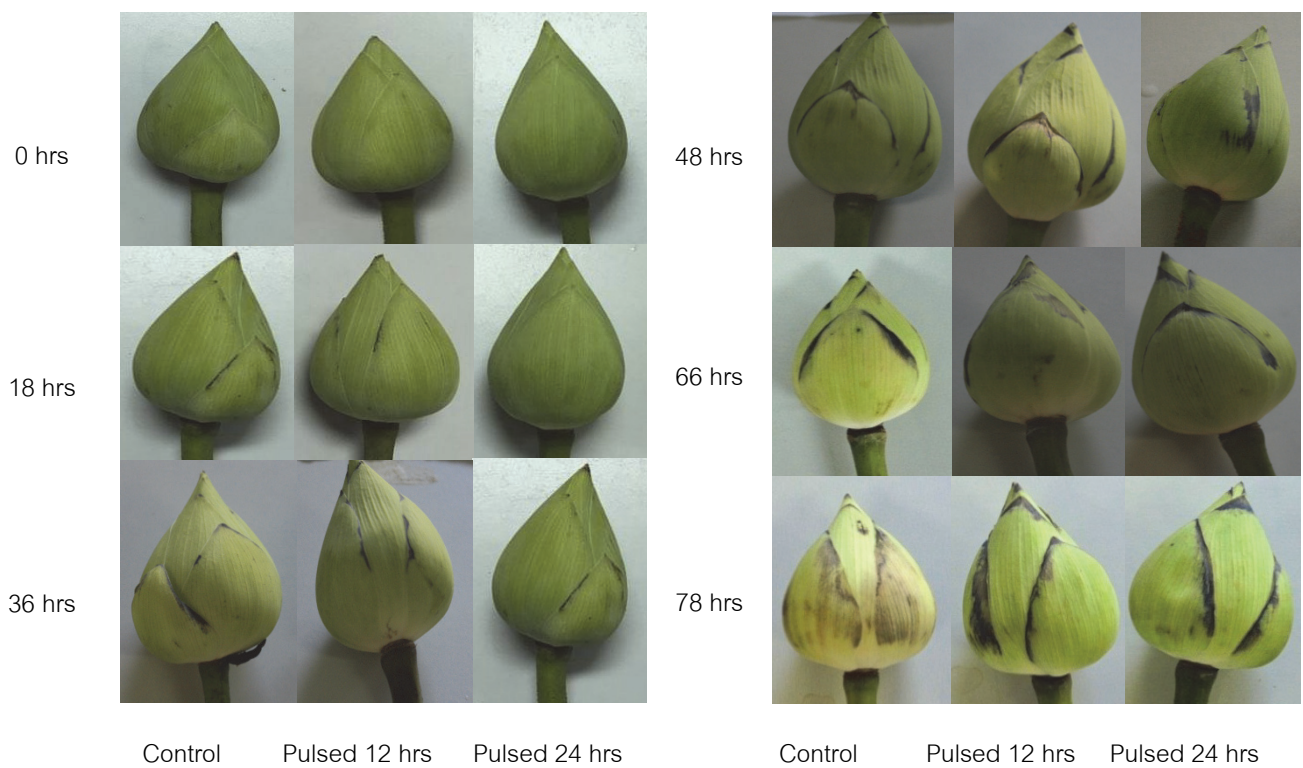 0 hrs
18 hrs
36 hrs
Control Pulsed 12 hrs Pulsed 24 hrs
48 hrs
66 hrs
78 hrs
Control Pulsed 12 hrs Pulsed 24 hrs